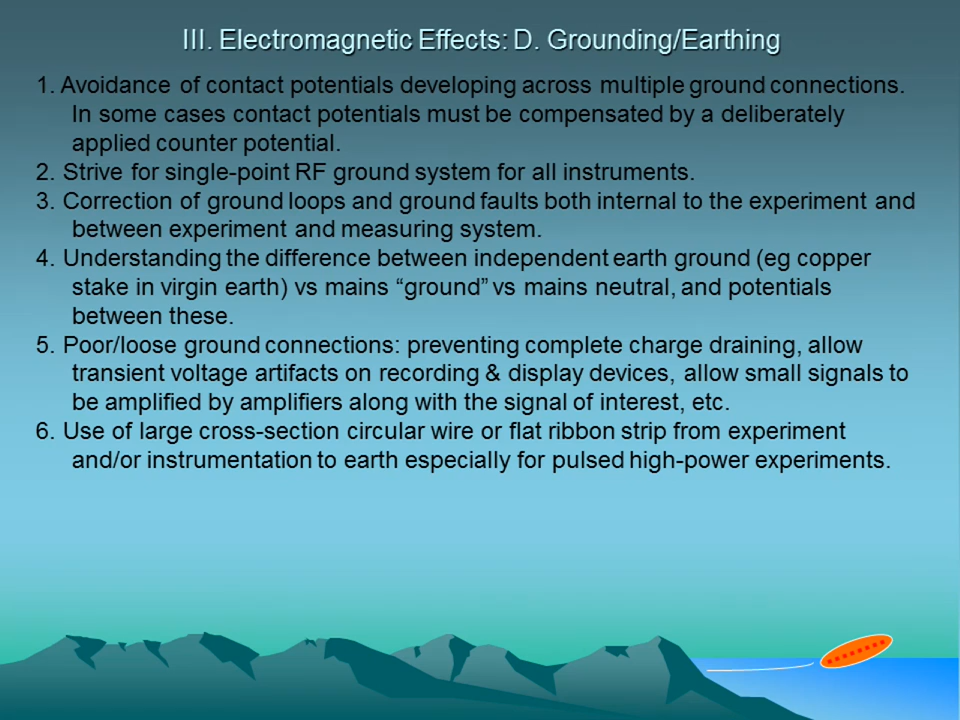 III. Electromagnetic Effects: D. Grounding/Earthing
1. Avoidance of contact potentials developing across multiple ground connections.
In some cases contact potentials must be compensated by a deliberately
applied counter potential.
2. Strive for single-point RF ground system for all instruments.
3. Correction of ground loops and ground faults both internal to the experiment and
between experiment and measuring system.
4. Understanding the difference between independent earth ground (eg copper
stake in virgin earth) vs mains “ground” vs mains neutral, and potentials
between these.
5. Poor/loose ground connections: preventing complete charge draining, allow
transient voltage artifacts on recording & display devices, allow small signals to
be amplified by amplifiers along with the signal of interest, etc.
6. Use of large cross-section circular wire or flat ribbon strip from experiment
and/or instrumentation to earth especially for pulsed high-power experiments.